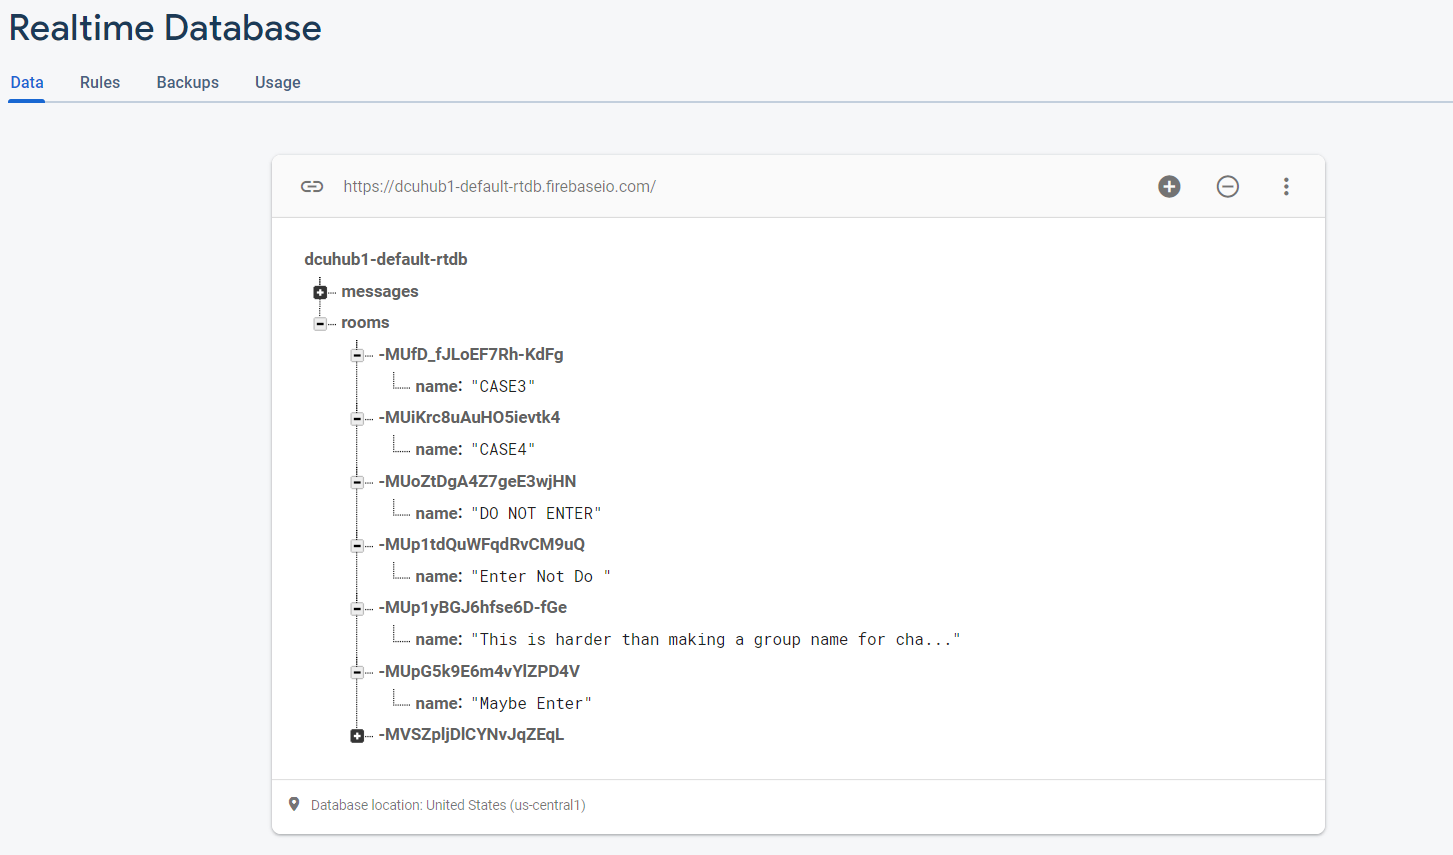 Realtime Database
Data Rules Backups Usage
https://dcuhub1-default-rtdb.firebaseio.com/
dcuhub1-default-rtdb
messages
rooms
-MUfD_fJLoEF7Rh-KdFg
name: "CASE3"
-MUiKrc8uAuHO5ievtk4
name: "CASE4"
-MUoZtDgA4Z7geE3wjHN
name: "DO NOT ENTER"
-MUp1tdQuWFqdRvCM9uQ
name: "Enter Not Do "
-MUp1yBGJ6hfse6D-fGe
name: "This is harder than making a group name for cha..."
-MUpG5k9E6m4vYlZPD4V
name: "Maybe Enter"
-MVSZpljDlCYNvJqZEqL
Database location: United States (us-central1)